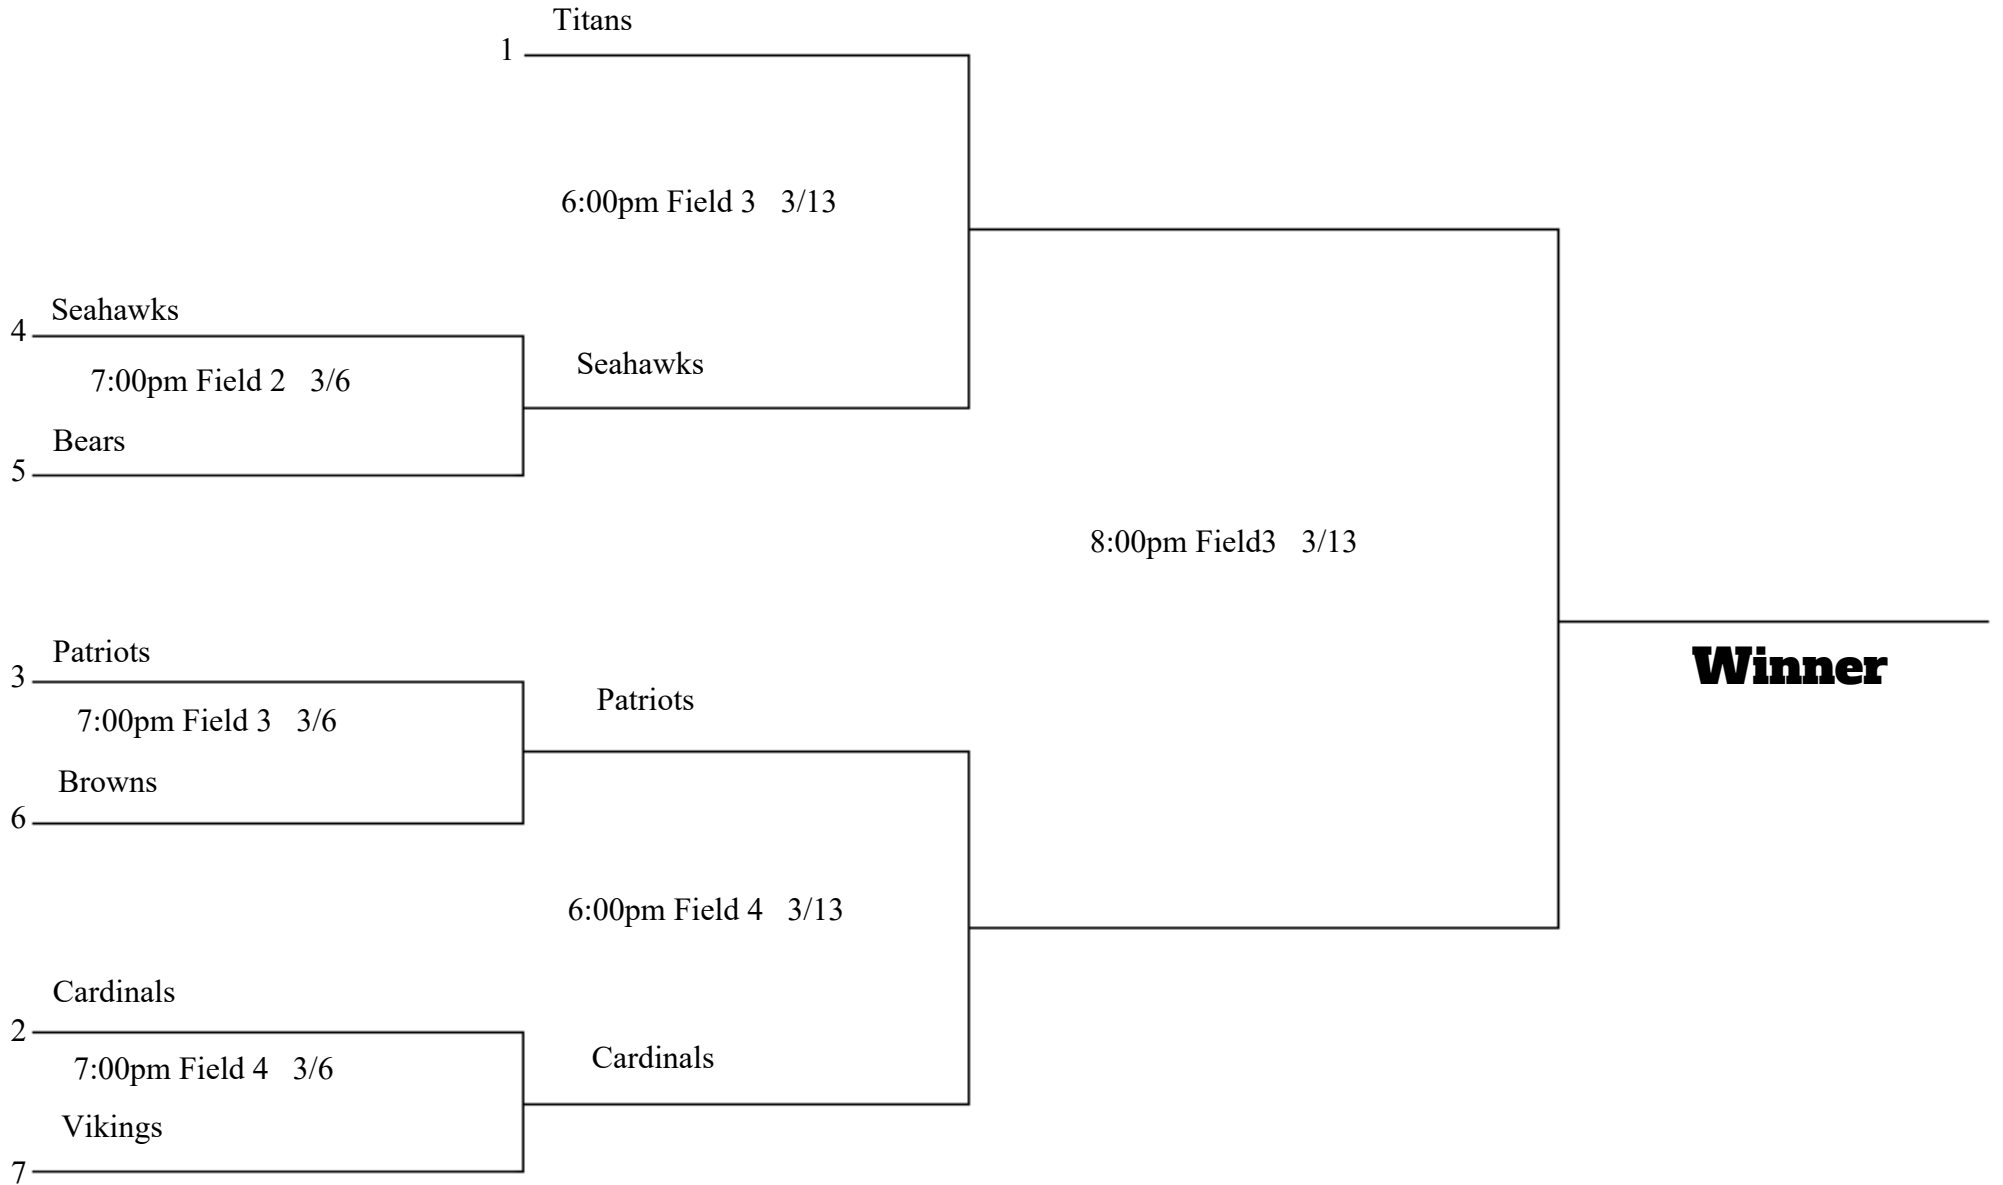 Titans
1
6:00pm Field 3 3/13
Seahawks
4
7:00pm Field 2 3/6
Seahawks
Bears
5
8:00pm Field3 3/13
Patriots
3
7:00pm Field 3 3/6
Patriots
Browns
6
Winner
6:00pm Field 4 3/13
Cardinals
2
7:00pm Field 4 3/6
Cardinals
Vikings
7